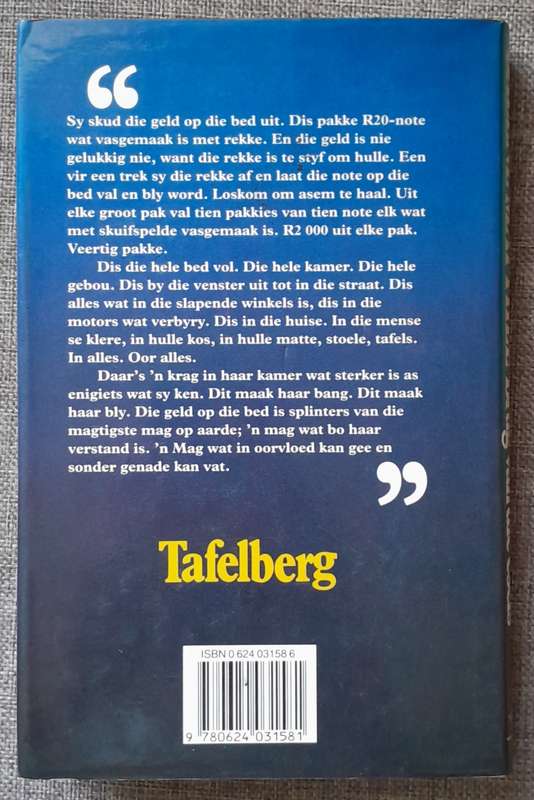 “
Sy skud die geld op die bed uit. Dis pakke R20-note
wat vasgemaak is met rekke. En die geld is nie
gelukkig nie, want die rekke is te styf om hulle. Een
vir een trek sy die rekke af en laat die note op die
bed val en bly word. Loskom om asem te haal. Uit
elke groot pak val tien pakkies van tien note elk wat
met skuifspelde vasgemaak is. R2 000 uit elke pak.
Veertig pakke.
Dis die hele bed vol. Die hele kamer. Die hele
gebou. Dis by die venster uit tot in die straat. Dis
alles wat in die slapende winkels is, dis in die
motors wat verbyry. Dis in die huise. In die mense
se klere, in hulle kos, in hulle matte, stoele, tafels.
In alles. Oor alles.
Daar's 'n krag in haar kamer wat sterker is as
enigiets wat sy ken. Dit maak haar bang. Dit maak
haar bly. Die geld op die bed is splinters van die
magtigste mag op aarde; 'n mag wat bo haar
verstand is. 'n Mag wat in oorvloed kan gee en
sonder genade kan vat.
”
Tafelberg
ISBN 0 624 03158 6
9 780624 031581